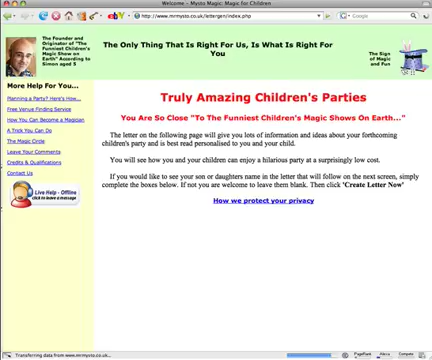 Welcome – Mysto Magic: Magic for Children
http://www.mrmysto.co.uk/lettergen/index.php
Google
The Founder and
Originator of "The
Funniest Children's
Magic Show on
Earth" According to
Simon aged 5
The Only Thing That Is Right For Us, Is What Is Right For
You
The Sign
of Magic
and Fun
More Help For You...
Planning a Party? Here's How...
Free Venue Finding Service
How You Can Become a Magician
A Trick You Can Do
The Magic Circle
Leave Your Comments
Credits & Qualifications
Contact Us
Live Help - Offline
Click to leave a message
Truly Amazing Children's Parties
You Are So Close "To The Funniest Children's Magic Shows On Earth..."
The letter on the following page will give you lots of information and ideas about your forthcoming
children's party and is best read personalised to you and your child.
You will see how you and your children can enjoy a hilarious party at a surprisingly low cost.
If you would like to see your son or daughters name in the letter that will follow on the next screen, simply
complete the boxes below. If not you are welcome to leave them blank. Then click 'Create Letter Now'
How we protect your privacy
Transferring data from www.mrmysto.co.uk...
PageRank
Alexa
Compete